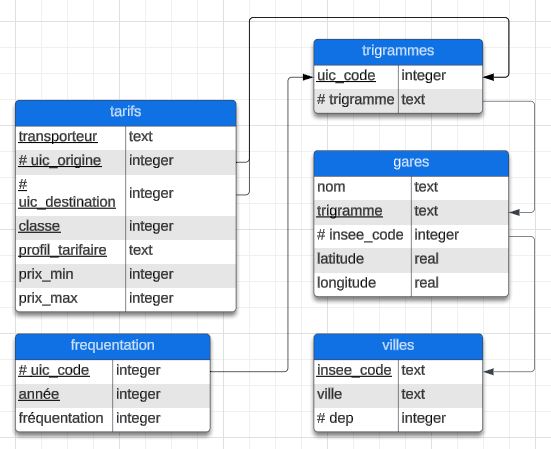 trigrammes
uic_code integer
# trigramme text
tarifs
transporteur text
# uic_origine integer
#
uic_destination integer
classe integer
profil_tarifaire text
prix_min integer
prix_max integer
gares
nom text
trigramme text
# insee_code integer
latitude real
longitude real
frequentation
# uic_code integer
année integer
fréquentation integer
villes
insee_code text
ville text
# dep integer